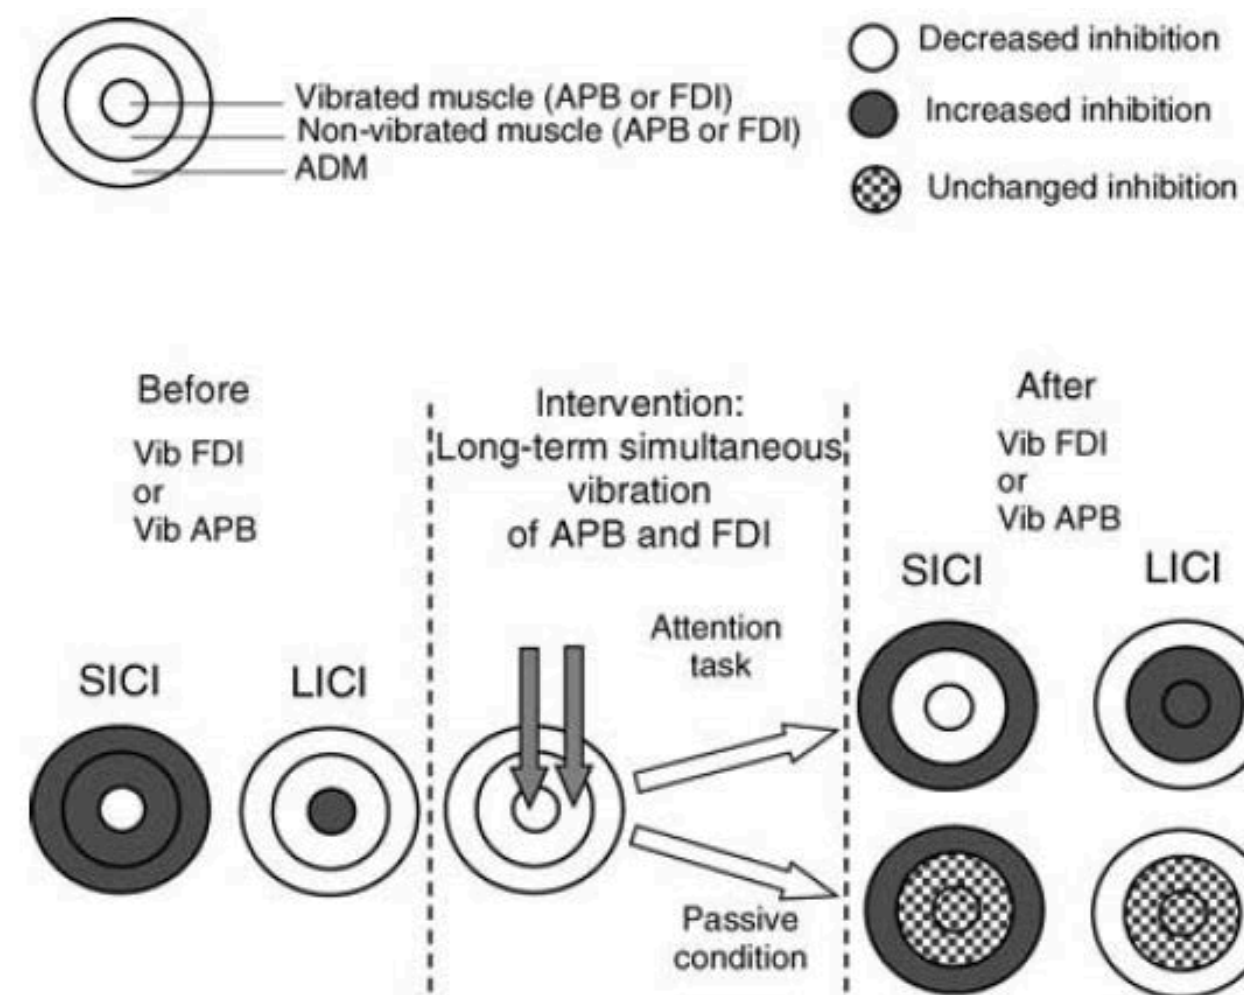 Vibrated muscle (APB or FDI)
Non-vibrated muscle (APB or FDI)
ADM
Decreased inhibition
Increased inhibition
Unchanged inhibition
Before
Vib FDI
or
Vib APB
SICI
LICI
Intervention:
Long-term simultaneous
vibration
of APB and FDI
Attention
task
Passive
condition
After
Vib FDI
or
Vib APB
SICI
LICI